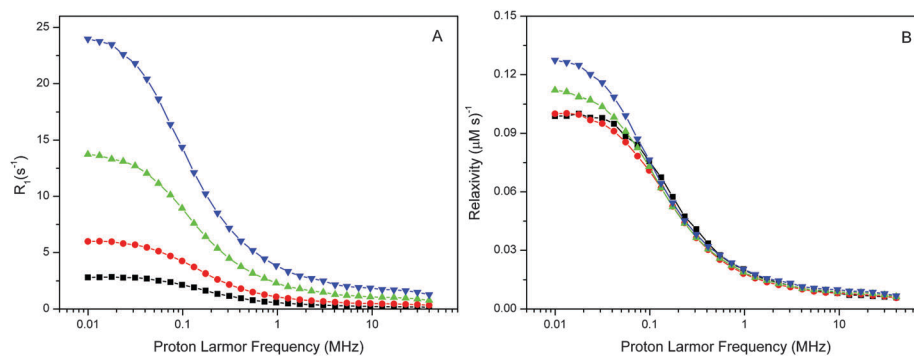 A
25
20
15
10
5
0
R₁(s⁻¹)
0.01 0.1 1 10
Proton Larmor Frequency (MHz)
B
0.15
0.12
0.09
0.06
0.03
0.00
Relaxivity (μM s)⁻¹
0.01 0.1 1 10
Proton Larmor Frequency (MHz)